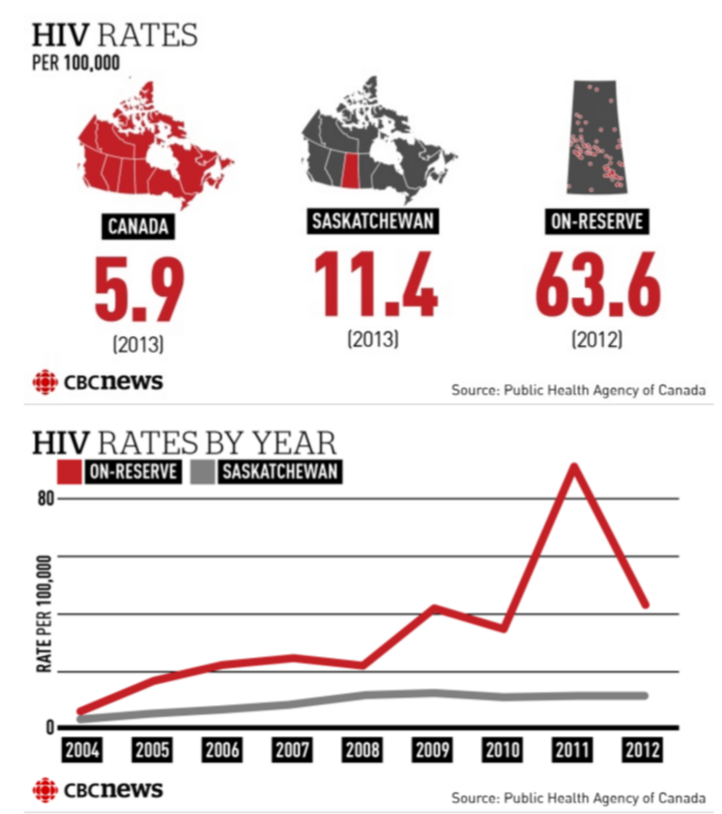 HIV RATES
PER 100,000
CANADA
SASKATCHEWAN
ON-RESERVE
5.9
11.4
63.6
(2013)
(2013)
(2012)
CBCnews
Source: Public Health Agency of Canada
HIV RATES BY YEAR
ON-RESERVE
SASKATCHEWAN
80
RATE PER 100,000
0
2004 2005 2006 2007 2008 2009 2010 2011 2012
CBCnews
Source: Public Health Agency of Canada